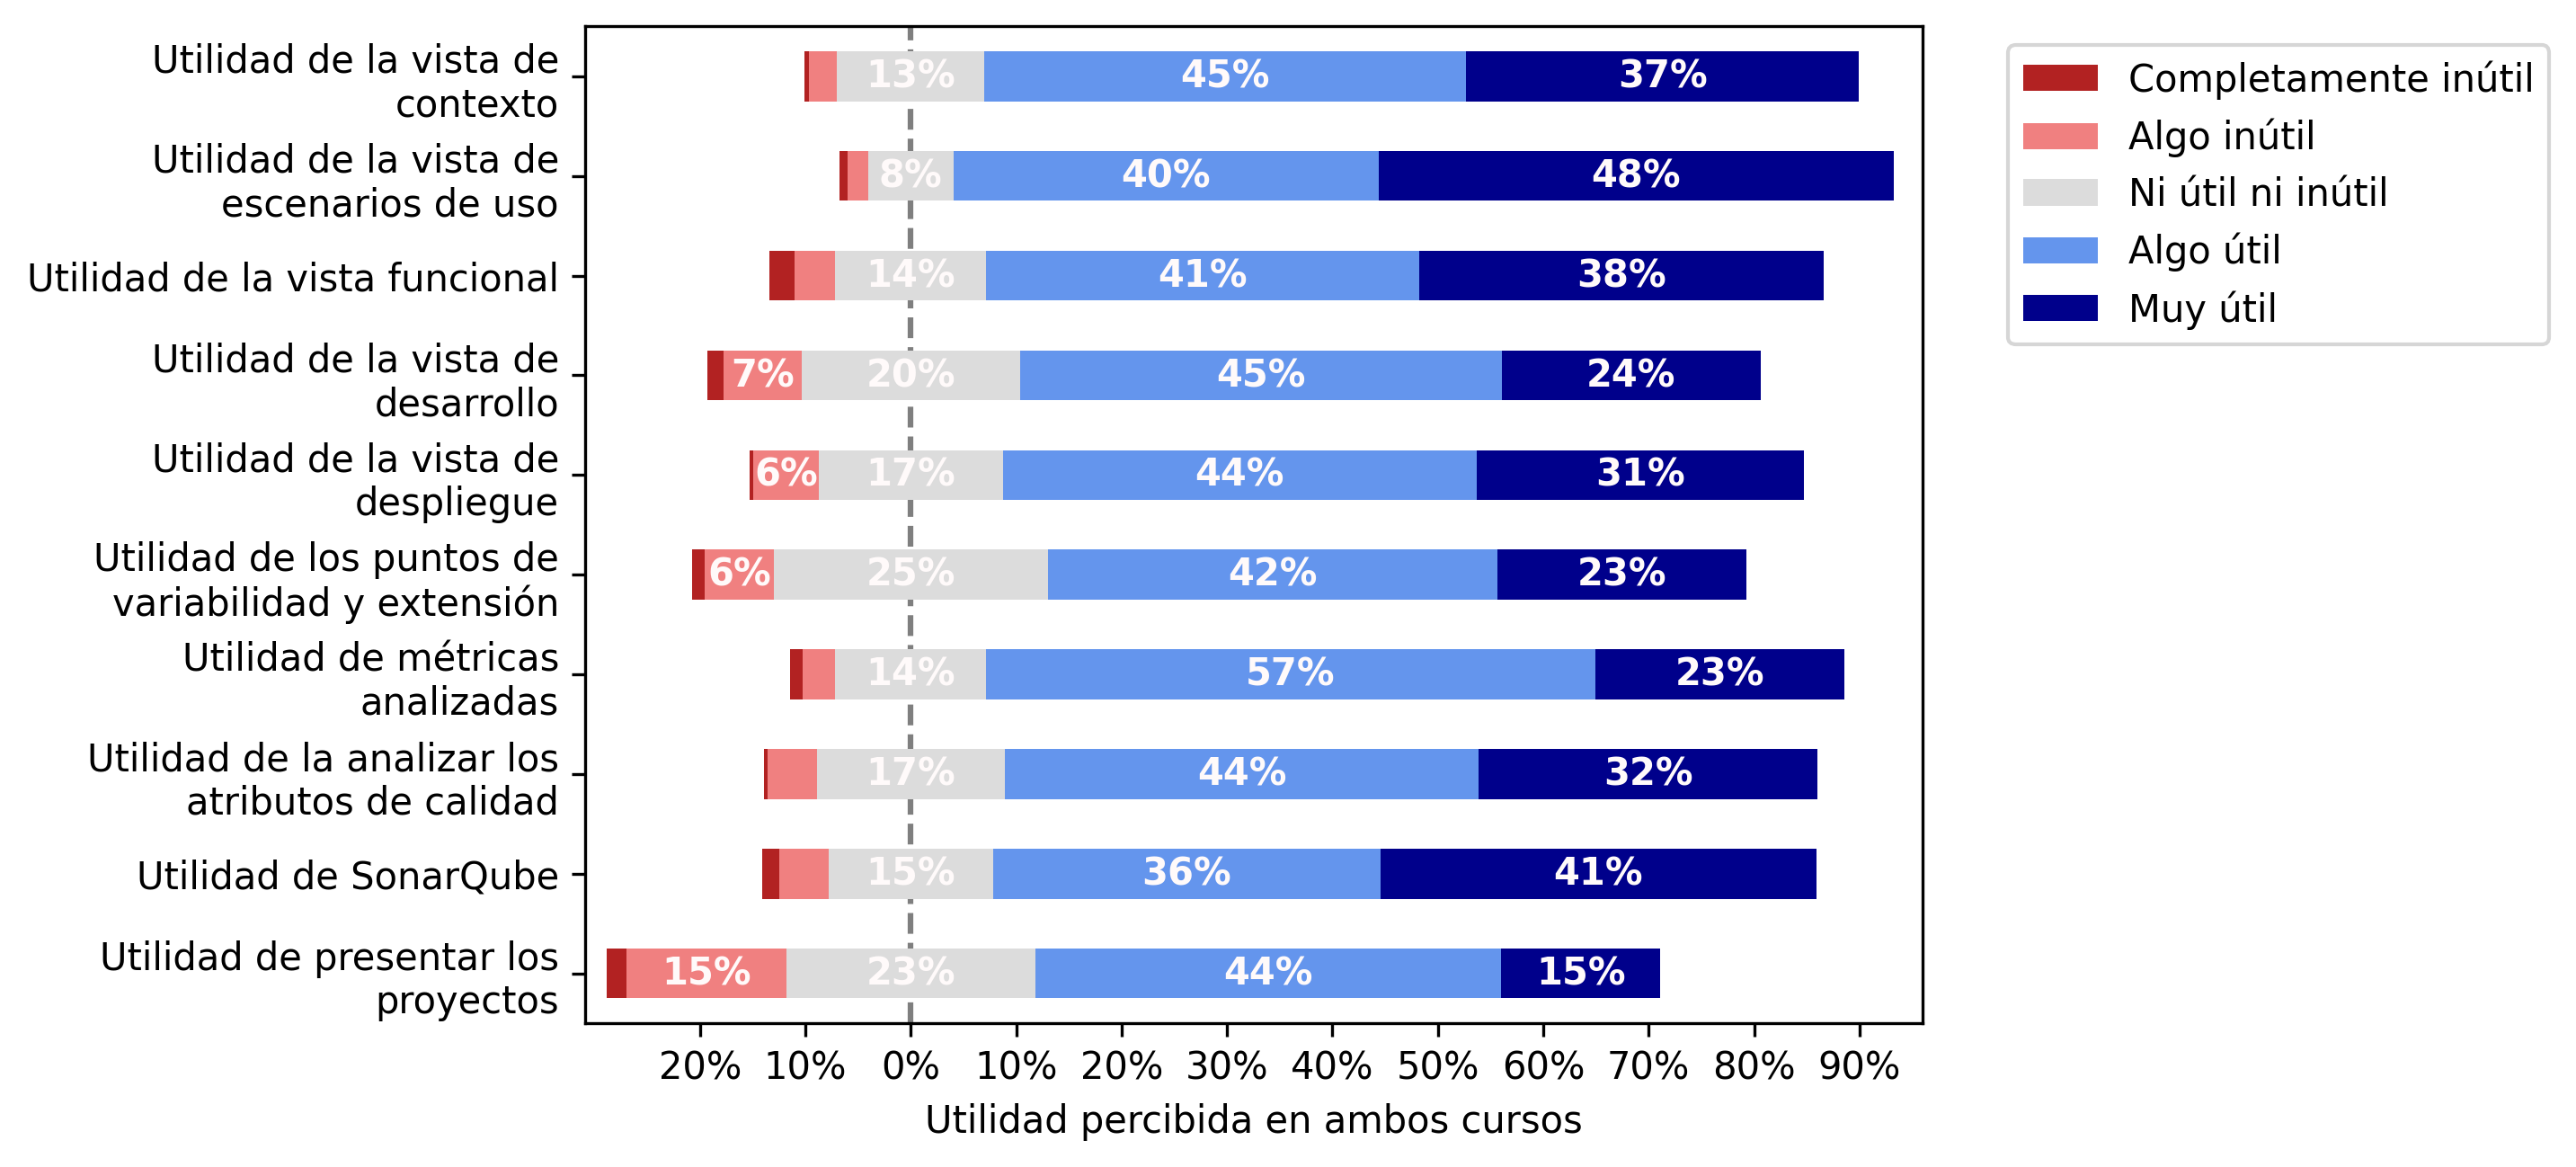 Utilidad de la vista de
contexto
13% 45% 37%
Utilidad de la vista de
escenarios de uso
8% 40% 48%
Utilidad de la vista funcional
14% 41% 38%
Utilidad de la vista de
desarrollo
7% 20% 45% 24%
Utilidad de la vista de
despliegue
6% 17% 44% 31%
Utilidad de los puntos de
variabilidad y extensión
6% 25% 42% 23%
Utilidad de métricas
analizadas
14% 57% 23%
Utilidad de la analizar los
atributos de calidad
17% 44% 32%
Utilidad de SonarQube
15% 36% 41%
Utilidad de presentar los
proyectos
15% 23% 44% 15%
20% 10% 0% 10% 20% 30% 40% 50% 60% 70% 80% 90%
Utilidad percibida en ambos cursos
Completamente inútil
Algo inútil
Ni útil ni inútil
Algo útil
Muy útil